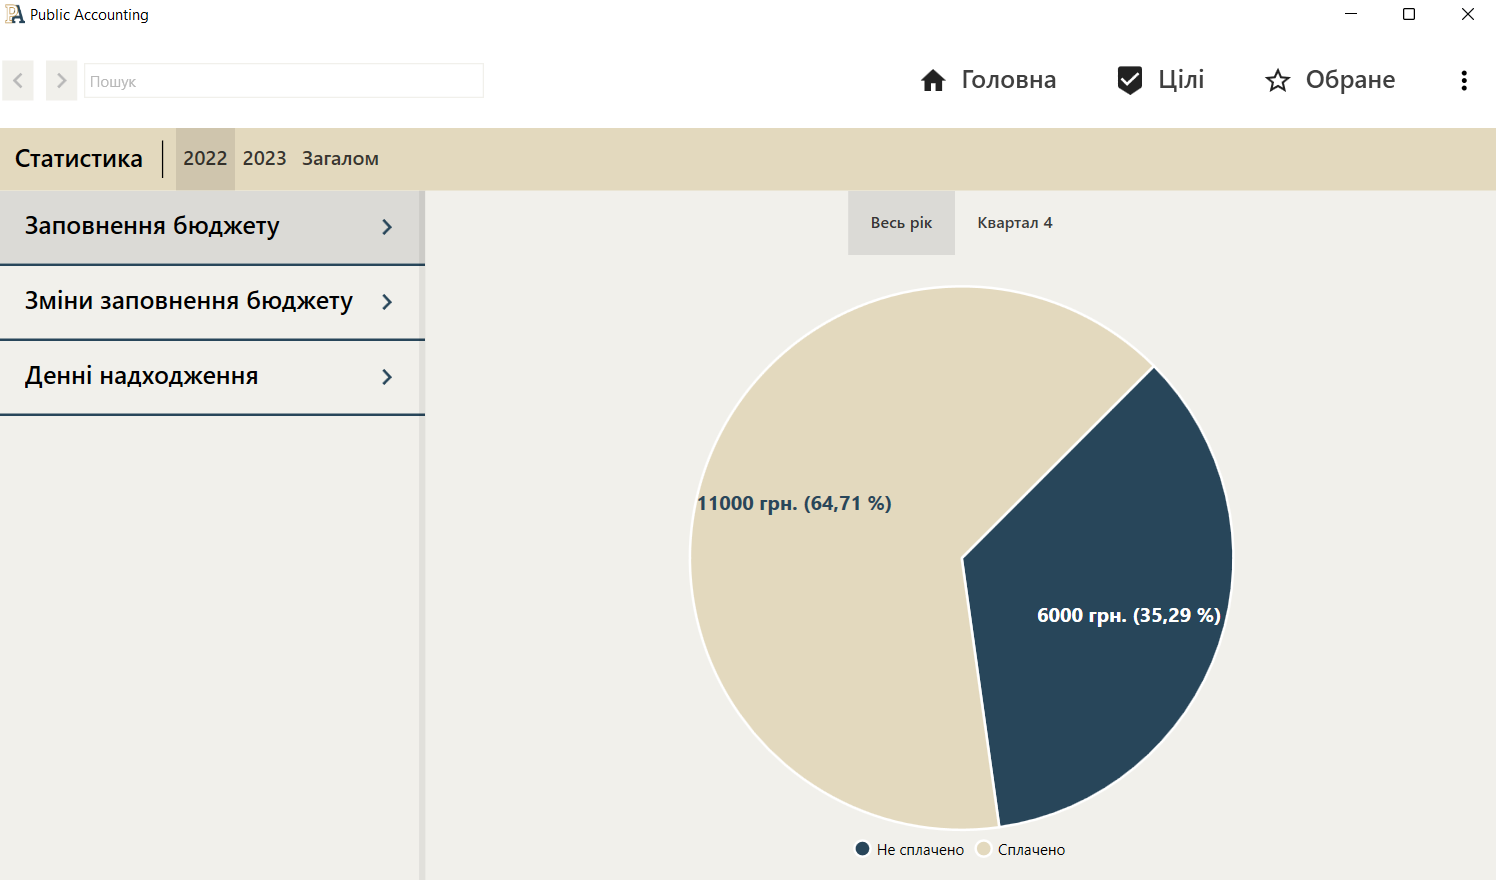 Public Accounting
Пошук
Головна
Цілі
Обране
Статистика
2022
2023
Загалом
Заповнення бюджету
Зміни заповнення бюджету
Денні надходження
Весь рік
Квартал 4
11000 грн. (64,71 %)
6000 грн. (35,29 %)
Не сплачено
Сплачено